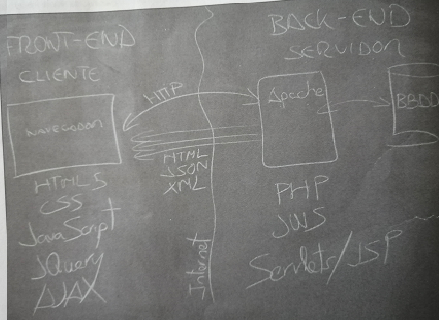 FRONT-END
CLIENTE
NAVEGADOR
HTML5
CSS
JavaScript
JQuery
AJAX
HTTP
HTML
JSON
XML
Internet
BACK-END
SERVIDOR
Apache
BBDD
PHP
JWS
Servlets/JSP